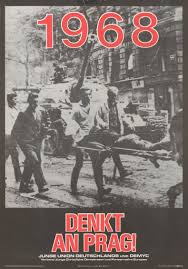 1968
DENKT
AN PRAG!
JUNGE UNION DEUTSCHLANDS UND DEMYC